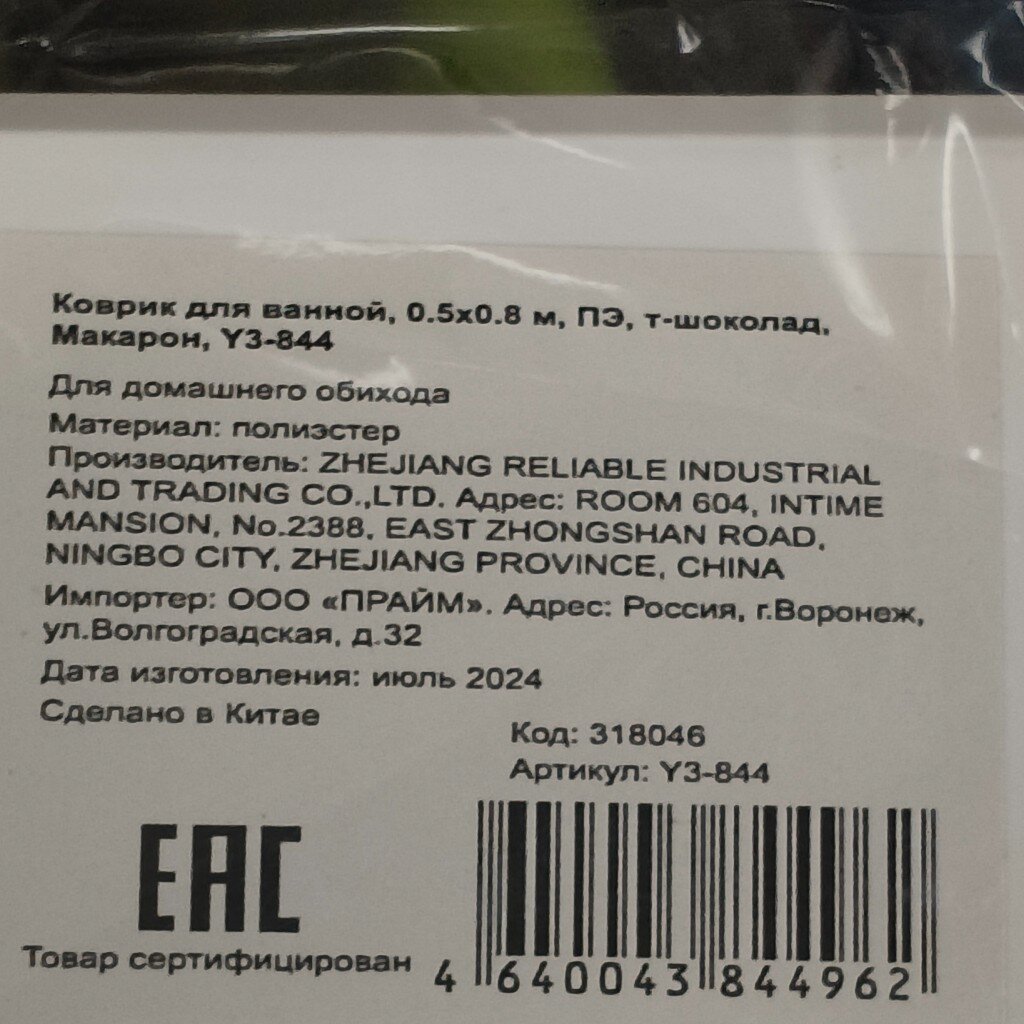 Коврик для ванной, 0.5x0.8 м, ПЭ, т-шоколад,
Макарон, Y3-844
Для домашнего обихода
Материал: полиэстер
Производитель: ZHEJIANG RELIABLE INDUSTRIAL
AND TRADING CO.,LTD. Адрес: ROOM 604, INTIME
MANSION, No.2388, EAST ZHONGSHAN ROAD,
NINGBO CITY, ZHEJIANG PROVINCE, CHINA
Импортер: ООО «ПРАЙМ». Адрес: Россия, г.Воронеж,
ул.Волгоградская, д.32
Дата изготовления: июль 2024
Сделано в Китае
Код: 318046
Артикул: Y3-844
EAC
Товар сертифицирован
4 640043 844962